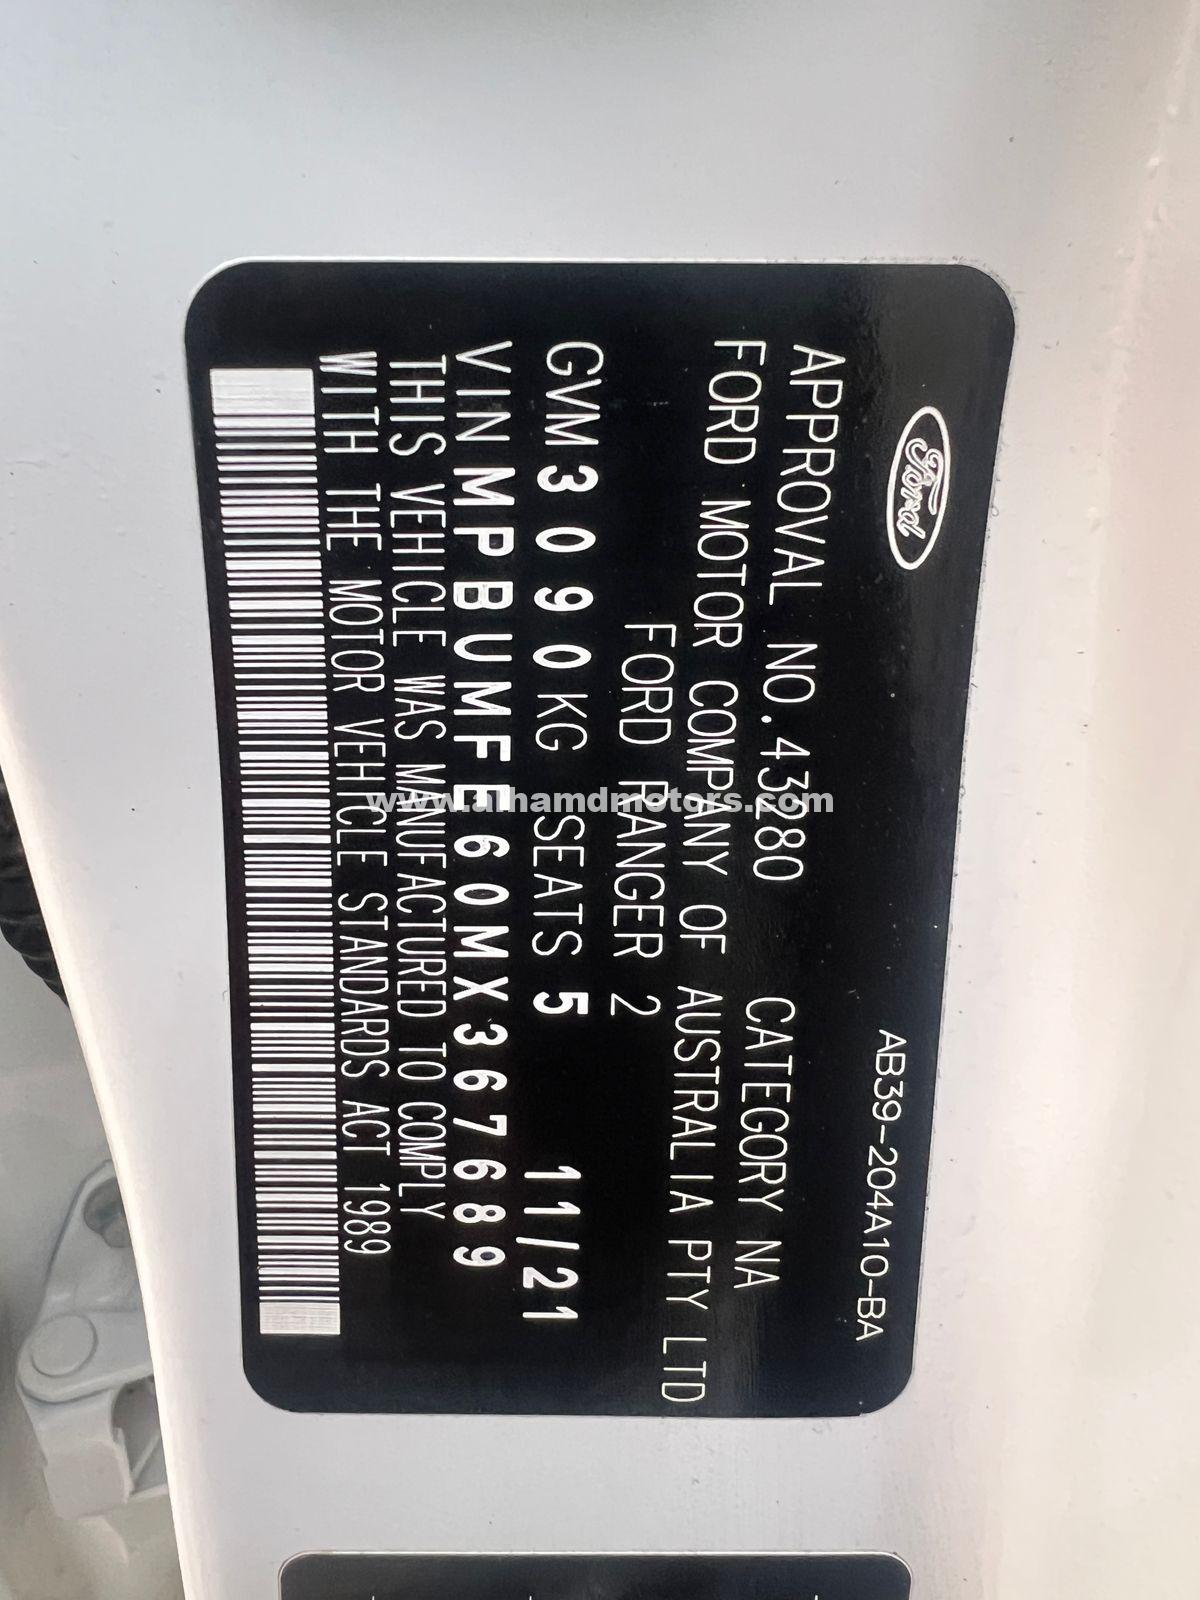 Ford
AB39-204A10-BA
APPROVAL NO.43280 CATEGORY NA
FORD MOTOR COMPANY OF AUSTRALIA PTY LTD
FORD RANGER 2
GVM 3090 KG SEATS 5 11/21
VIN MPBUMFE60MX367689
THIS VEHICLE WAS MANUFACTURED TO COMPLY
WITH THE MOTOR VEHICLE STANDARDS ACT 1989
www.alhamdmotors.com